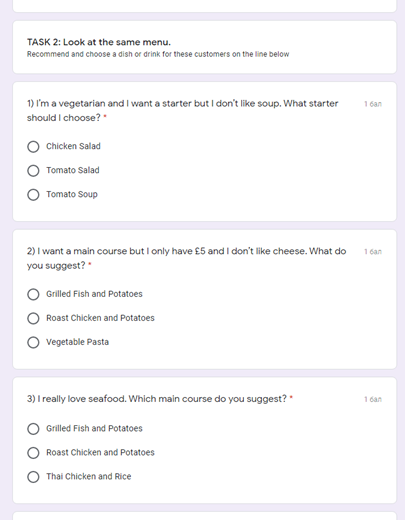 TASK 2: Look at the same menu.
Recommend and choose a dish or drink for these customers on the line below
1) I'm a vegetarian and I want a starter but I don't like soup. What starter
should I choose? *
1 бал
Chicken Salad
Tomato Salad
Tomato Soup
2) I want a main course but I only have £5 and I don't like cheese. What do
you suggest? *
1 бал
Grilled Fish and Potatoes
Roast Chicken and Potatoes
Vegetable Pasta
3) I really love seafood. Which main course do you suggest? *
1 бал
Grilled Fish and Potatoes
Roast Chicken and Potatoes
Thai Chicken and Rice